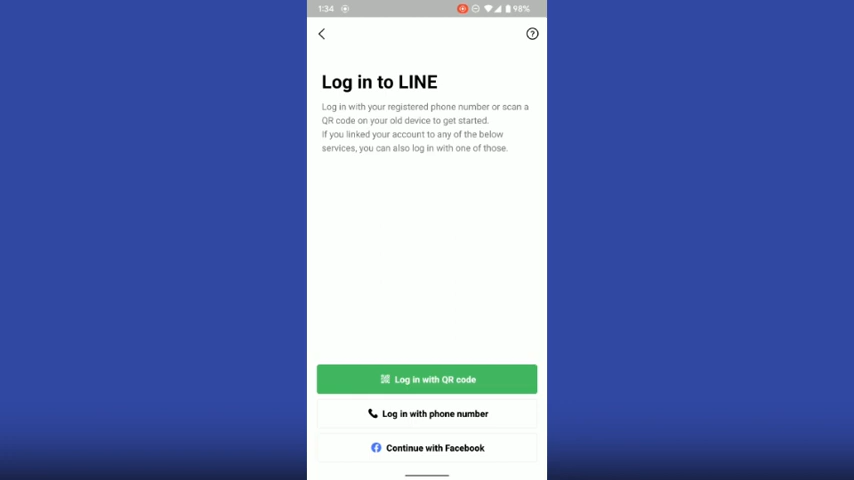 1:34
98%
Log in to LINE
Log in with your registered phone number or scan a
QR code on your old device to get started.
If you linked your account to any of the below
services, you can also log in with one of those.
Log in with QR code
Log in with phone number
Continue with Facebook